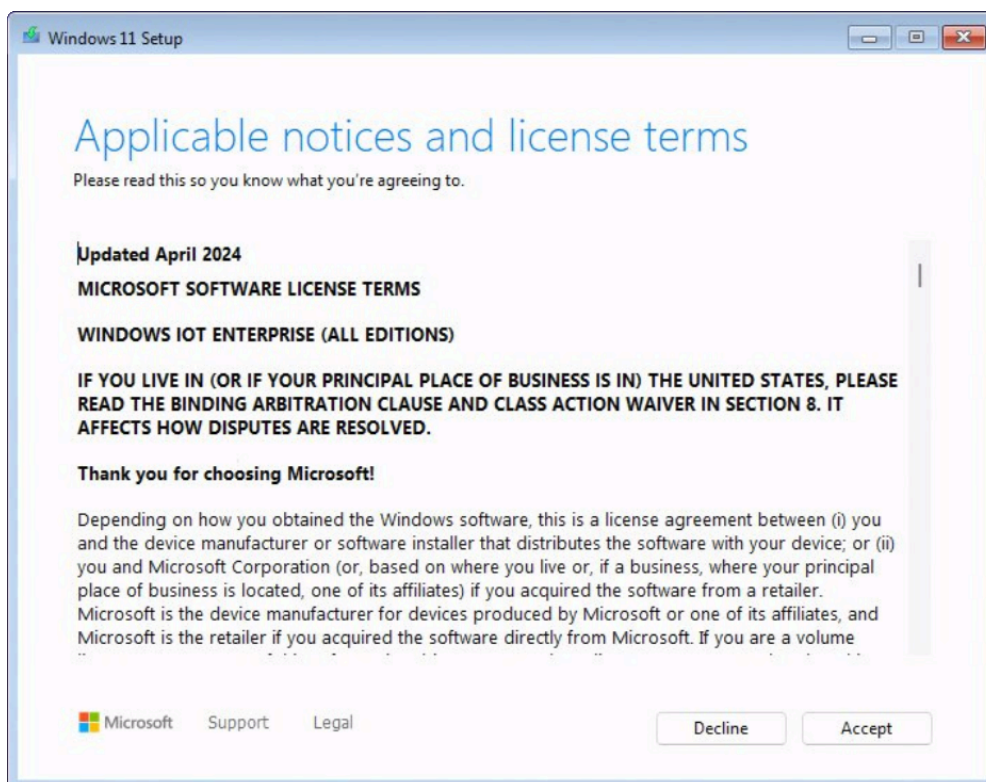 Windows 11 Setup
Applicable notices and license terms
Please read this so you know what you're agreeing to.
Updated April 2024
MICROSOFT SOFTWARE LICENSE TERMS
WINDOWS IOT ENTERPRISE (ALL EDITIONS)
IF YOU LIVE IN (OR IF YOUR PRINCIPAL PLACE OF BUSINESS IS IN) THE UNITED STATES, PLEASE
READ THE BINDING ARBITRATION CLAUSE AND CLASS ACTION WAIVER IN SECTION 8. IT
AFFECTS HOW DISPUTES ARE RESOLVED.
Thank you for choosing Microsoft!
Depending on how you obtained the Windows software, this is a license agreement between (i) you
and the device manufacturer or software installer that distributes the software with your device; or (ii)
you and Microsoft Corporation (or, based on where you live or, if a business, where your principal
place of business is located, one of its affiliates) if you acquired the software from a retailer.
Microsoft is the device manufacturer for devices produced by Microsoft or one of its affiliates, and
Microsoft is the retailer if you acquired the software directly from Microsoft. If you are a volume
Microsoft Support Legal
Decline Accept